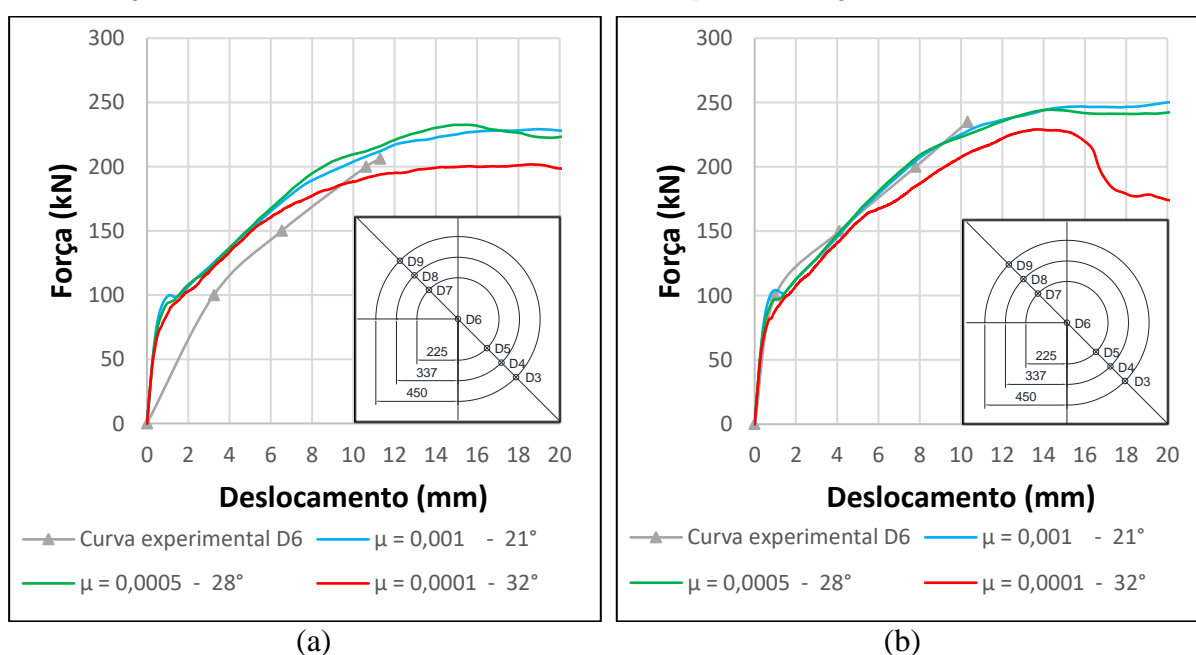 300
250
200
150
100
50
0
Força (kN)
D9
D8
D7
D6
D5
D4
D3
225
337
450
0 2 4 6 8 10 12 14 16 18 20
Deslocamento (mm)
Curva experimental D6 μ = 0,001 - 21°
μ = 0,0005 - 28° μ = 0,0001 - 32°
(a)
300
250
200
150
100
50
0
Força (kN)
D9
D8
D7
D6
D5
D4
D3
225
337
450
0 2 4 6 8 10 12 14 16 18 20
Deslocamento (mm)
Curva experimental D6 μ = 0,001 - 21°
μ = 0,0005 - 28° μ = 0,0001 - 32°
(b)